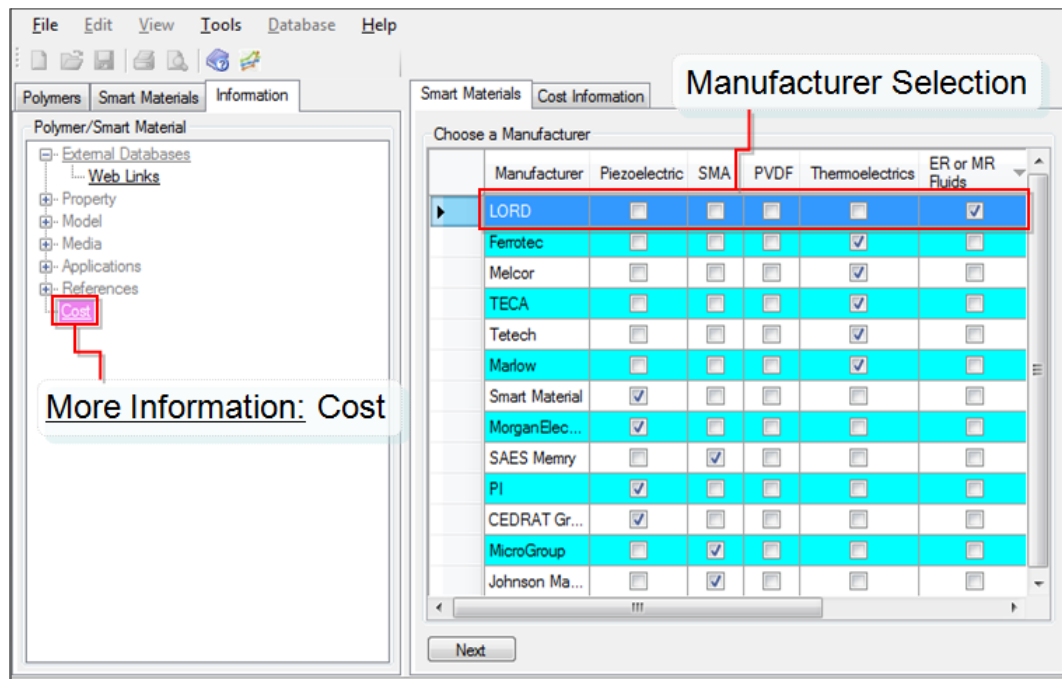 File Edit View Tools Database Help
Polymers Smart Materials Information
Polymer/Smart Material
External Databases
Web Links
Property
Model
Media
Applications
References
Cost
More Information: Cost
Manufacturer Selection
Smart Materials Cost Information
Choose a Manufacturer
Manufacturer Piezoelectric SMA PVDF Thermoelectrics ER or MR Fluids
LORD
Ferrotec
Melcor
TECA
Tetech
Marlow
Smart Material
MorganElec...
SAES Memry
PI
CEDRAT Gr...
MicroGroup
Johnson Ma...
Next